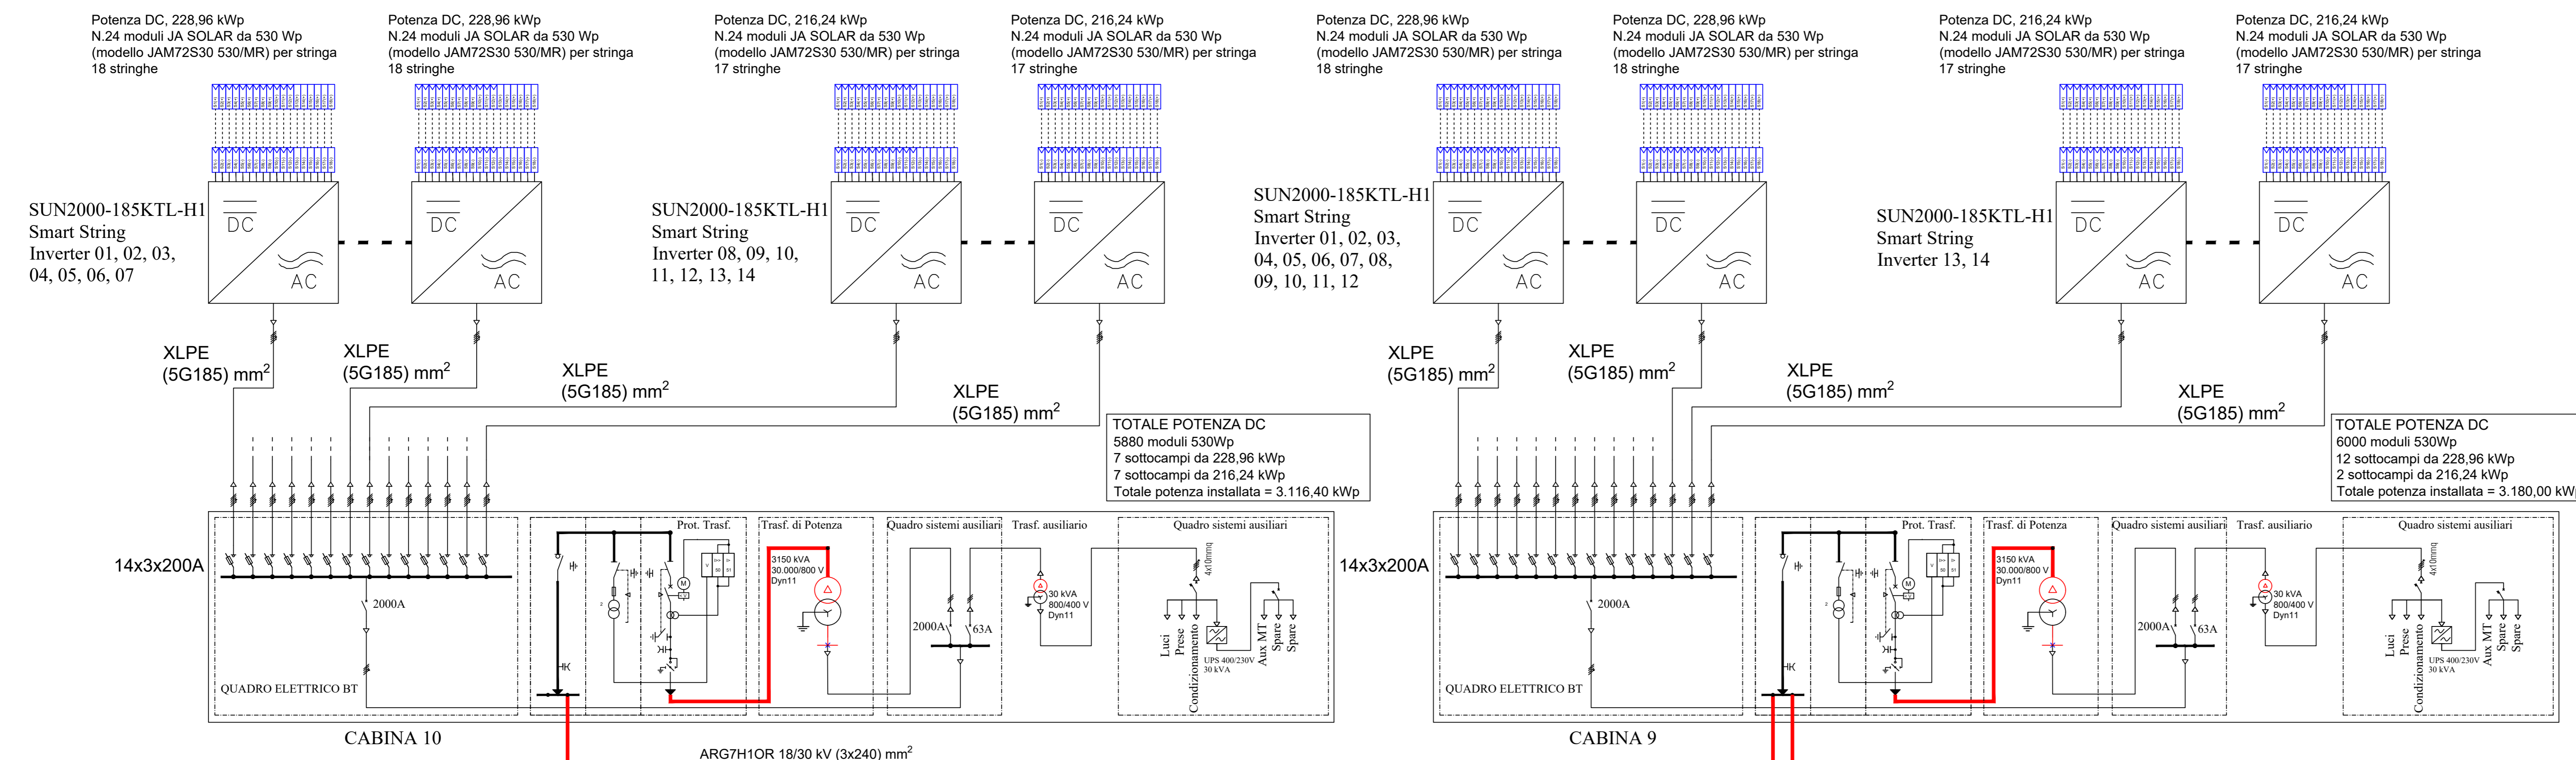 Potenza DC, 228,96 kWp
N.24 moduli JA SOLAR da 530 Wp
(modello JAM72S30 530/MR) per stringa
18 stringhe
Potenza DC, 228,96 kWp
N.24 moduli JA SOLAR da 530 Wp
(modello JAM72S30 530/MR) per stringa
18 stringhe
Potenza DC, 216,24 kWp
N.24 moduli JA SOLAR da 530 Wp
(modello JAM72S30 530/MR) per stringa
17 stringhe
Potenza DC, 216,24 kWp
N.24 moduli JA SOLAR da 530 Wp
(modello JAM72S30 530/MR) per stringa
17 stringhe
Potenza DC, 228,96 kWp
N.24 moduli JA SOLAR da 530 Wp
(modello JAM72S30 530/MR) per stringa
18 stringhe
Potenza DC, 228,96 kWp
N.24 moduli JA SOLAR da 530 Wp
(modello JAM72S30 530/MR) per stringa
18 stringhe
Potenza DC, 216,24 kWp
N.24 moduli JA SOLAR da 530 Wp
(modello JAM72S30 530/MR) per stringa
17 stringhe
Potenza DC, 216,24 kWp
N.24 moduli JA SOLAR da 530 Wp
(modello JAM72S30 530/MR) per stringa
17 stringhe
SUN2000-185KTL-H1
Smart String
Inverter 01, 02, 03,
04, 05, 06, 07
DC
AC
DC
AC
SUN2000-185KTL-H1
Smart String
Inverter 08, 09, 10,
11, 12, 13, 14
DC
AC
DC
AC
SUN2000-185KTL-H1
Smart String
Inverter 01, 02, 03,
04, 05, 06, 07, 08,
09, 10, 11, 12
DC
AC
DC
AC
SUN2000-185KTL-H1
Smart String
Inverter 13, 14
DC
AC
DC
AC
XLPE
(5G185) mm²
XLPE
(5G185) mm²
XLPE
(5G185) mm²
XLPE
(5G185) mm²
XLPE
(5G185) mm²
XLPE
(5G185) mm²
XLPE
(5G185) mm²
XLPE
(5G185) mm²
TOTALE POTENZA DC
5880 moduli 530Wp
7 sottocampi da 228,96 kWp
7 sottocampi da 216,24 kWp
Totale potenza installata = 3.116,40 kWp
TOTALE POTENZA DC
6000 moduli 530Wp
12 sottocampi da 228,96 kWp
2 sottocampi da 216,24 kWp
Totale potenza installata = 3.180,00 kWp
14x3x200A
2000A
QUADRO ELETTRICO BT
Prot. Trasf.
M
Trasf. di Potenza
3150 kVA
30.000/800 V
Dyn11
Quadro sistemi ausiliari
2000A
63A
Trasf. ausiliario
30 kVA
800/400 V
Dyn11
Quadro sistemi ausiliari
4x10mmq
Luci
Prese
Condizionamento
UPS 400/230V
30 kVA
Aux MT
Spare
Spare
CABINA 10
14x3x200A
2000A
QUADRO ELETTRICO BT
Prot. Trasf.
M
Trasf. di Potenza
3150 kVA
30.000/800 V
Dyn11
Quadro sistemi ausiliari
2000A
63A
Trasf. ausiliario
30 kVA
800/400 V
Dyn11
Quadro sistemi ausiliari
4x10mmq
Luci
Prese
Condizionamento
UPS 400/230V
30 kVA
Aux MT
Spare
Spare
CABINA 9
ARG7H1OR 18/30 kV (3x240) mm²